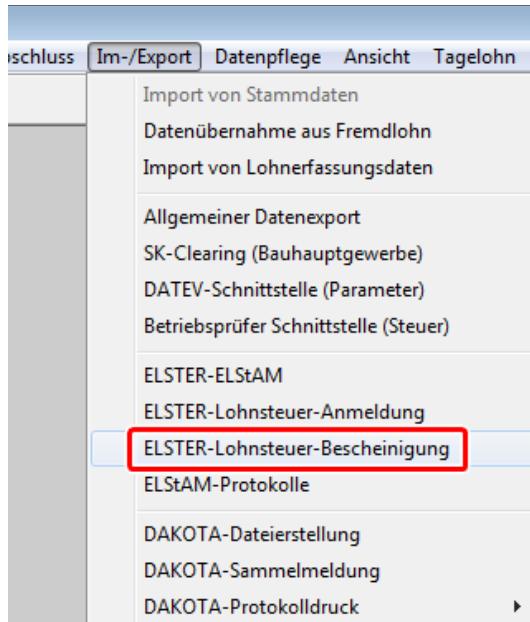 Im-/Export Datenpflege Ansicht Tagelohn
Import von Stammdaten
Datenübernahme aus Fremdlohn
Import von Lohnerfassungsdaten
Allgemeiner Datenexport
SK-Clearing (Bauhauptgewerbe)
DATEV-Schnittstelle (Parameter)
Betriebsprüfer Schnittstelle (Steuer)
ELSTER-ELStAM
ELSTER-Lohnsteuer-Anmeldung
ELSTER-Lohnsteuer-Bescheinigung
ELStAM-Protokolle
DAKOTA-Dateierstellung
DAKOTA-Sammelmeldung
DAKOTA-Protokolldruck